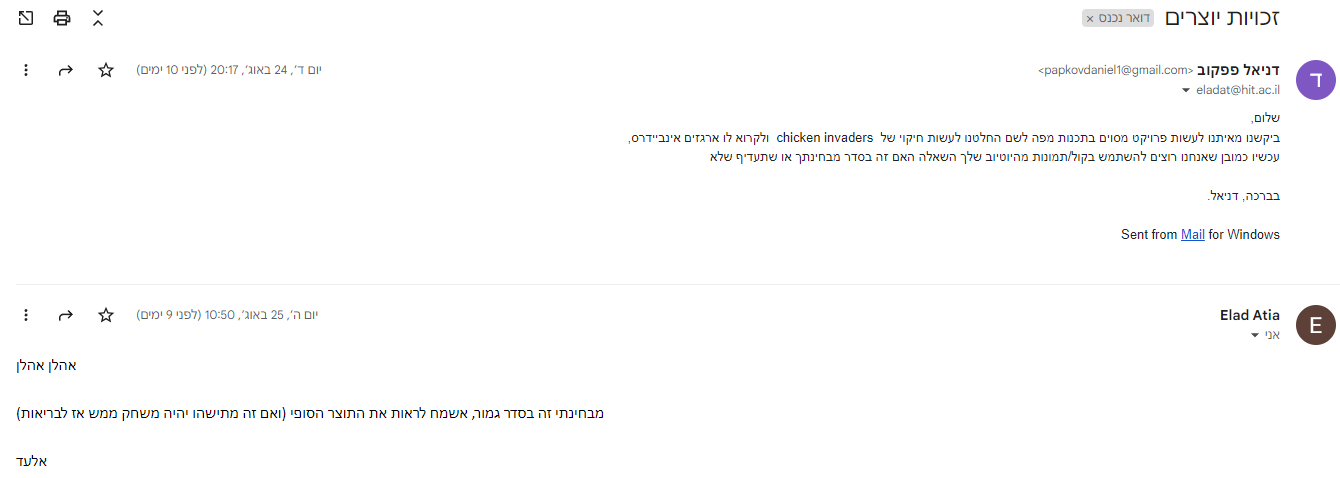 זכויות יוצרים
דואר נכנס ×
ד
דניאל פפקוב <papkovdaniel1@gmail.com>
יום ד׳, 24 באוג׳, 20:17 (לפני 10 ימים)
eladat@hit.ac.il
שלום,
ביקשנו מאיתנו לעשות פרויקט מסוים בתכנות מפה לשם החלטנו לעשות חיקוי של chicken invaders ולקרוא לו ארגזים אינביידרס,
עכשיו כמובן שאנחנו רוצים להשתמש בקול/תמונות מהיוטיוב שלך השאלה האם זה בסדר מבחינתך או שתעדיף שלא
בברכה, דניאל.
Sent from Mail for Windows
E
Elad Atia
יום ה׳, 25 באוג׳, 10:50 (לפני 9 ימים)
אני
אהלן אהלן
מבחינתי זה בסדר גמור, אשמח לראות את התוצר הסופי (ואם זה מתישהו יהיה משחק ממש אז לבריאות)
אלעד